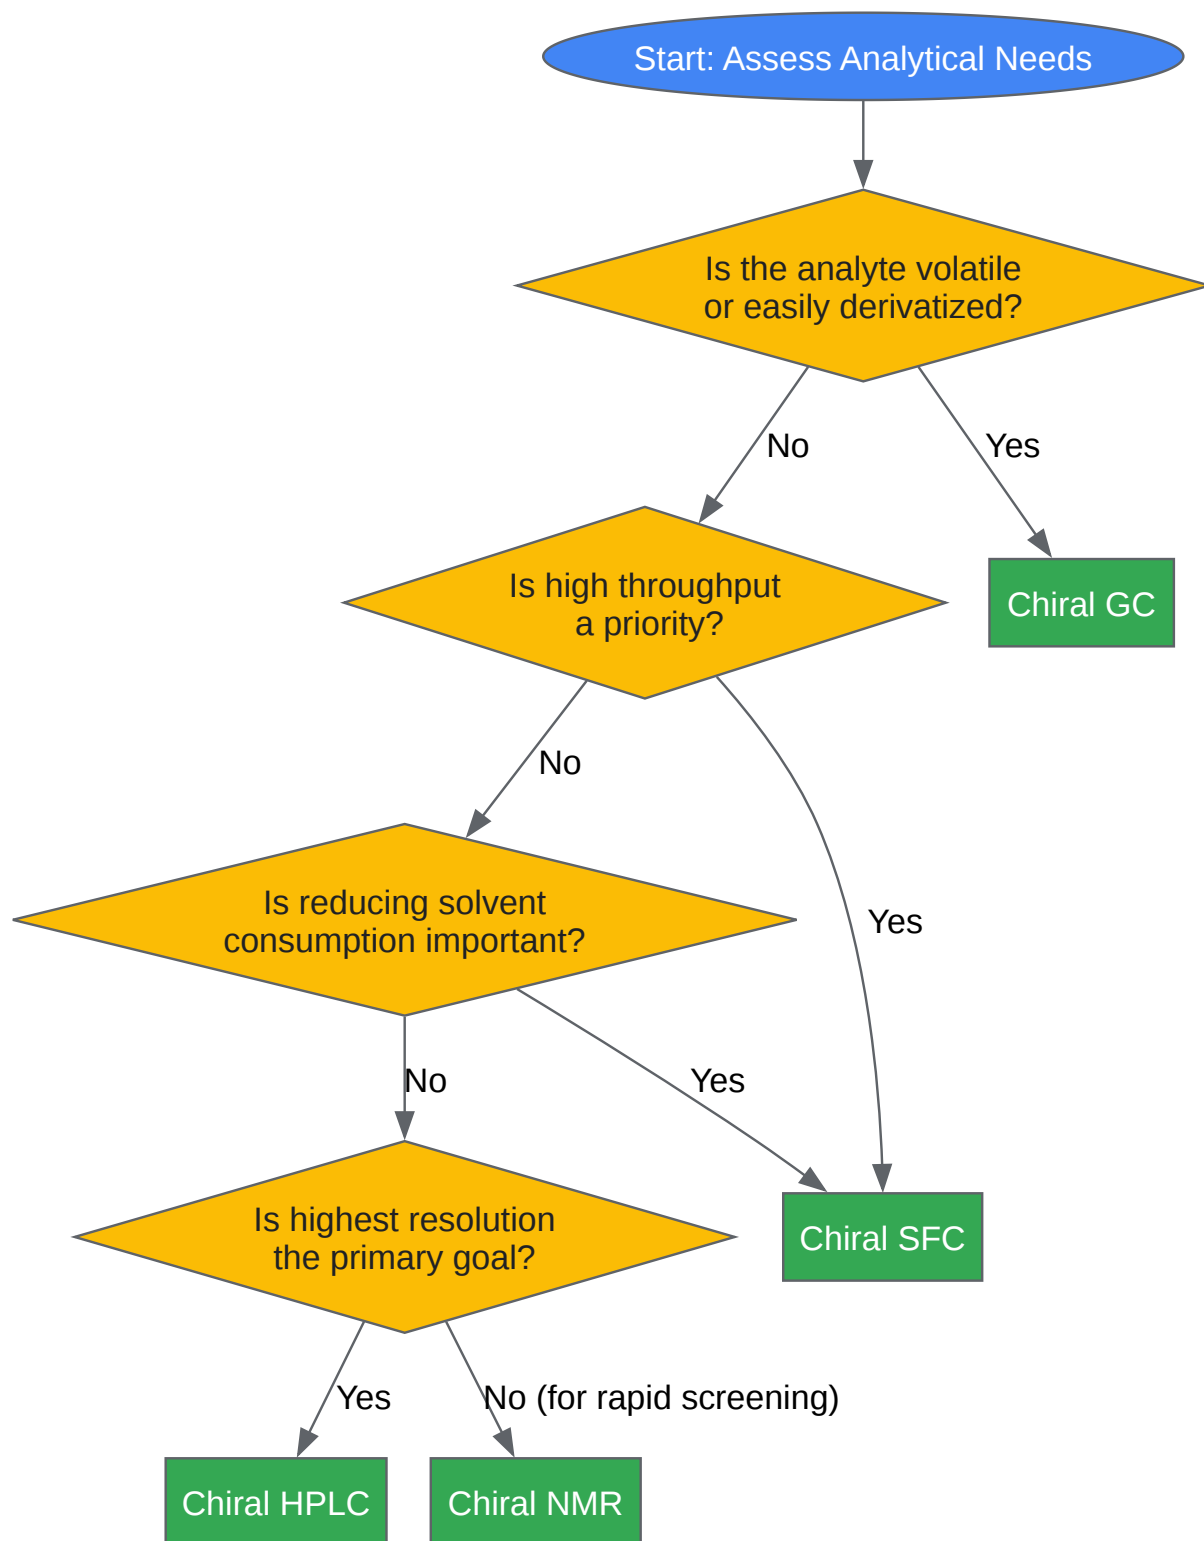 Start: Assess Analytical Needs
Is the analyte volatile
or easily derivatized?
No
Yes
Is high throughput
a priority?
Chiral GC
No
Yes
Is reducing solvent
consumption important?
No
Yes
Is highest resolution
the primary goal?
Chiral SFC
Yes
No (for rapid screening)
Chiral HPLC
Chiral NMR